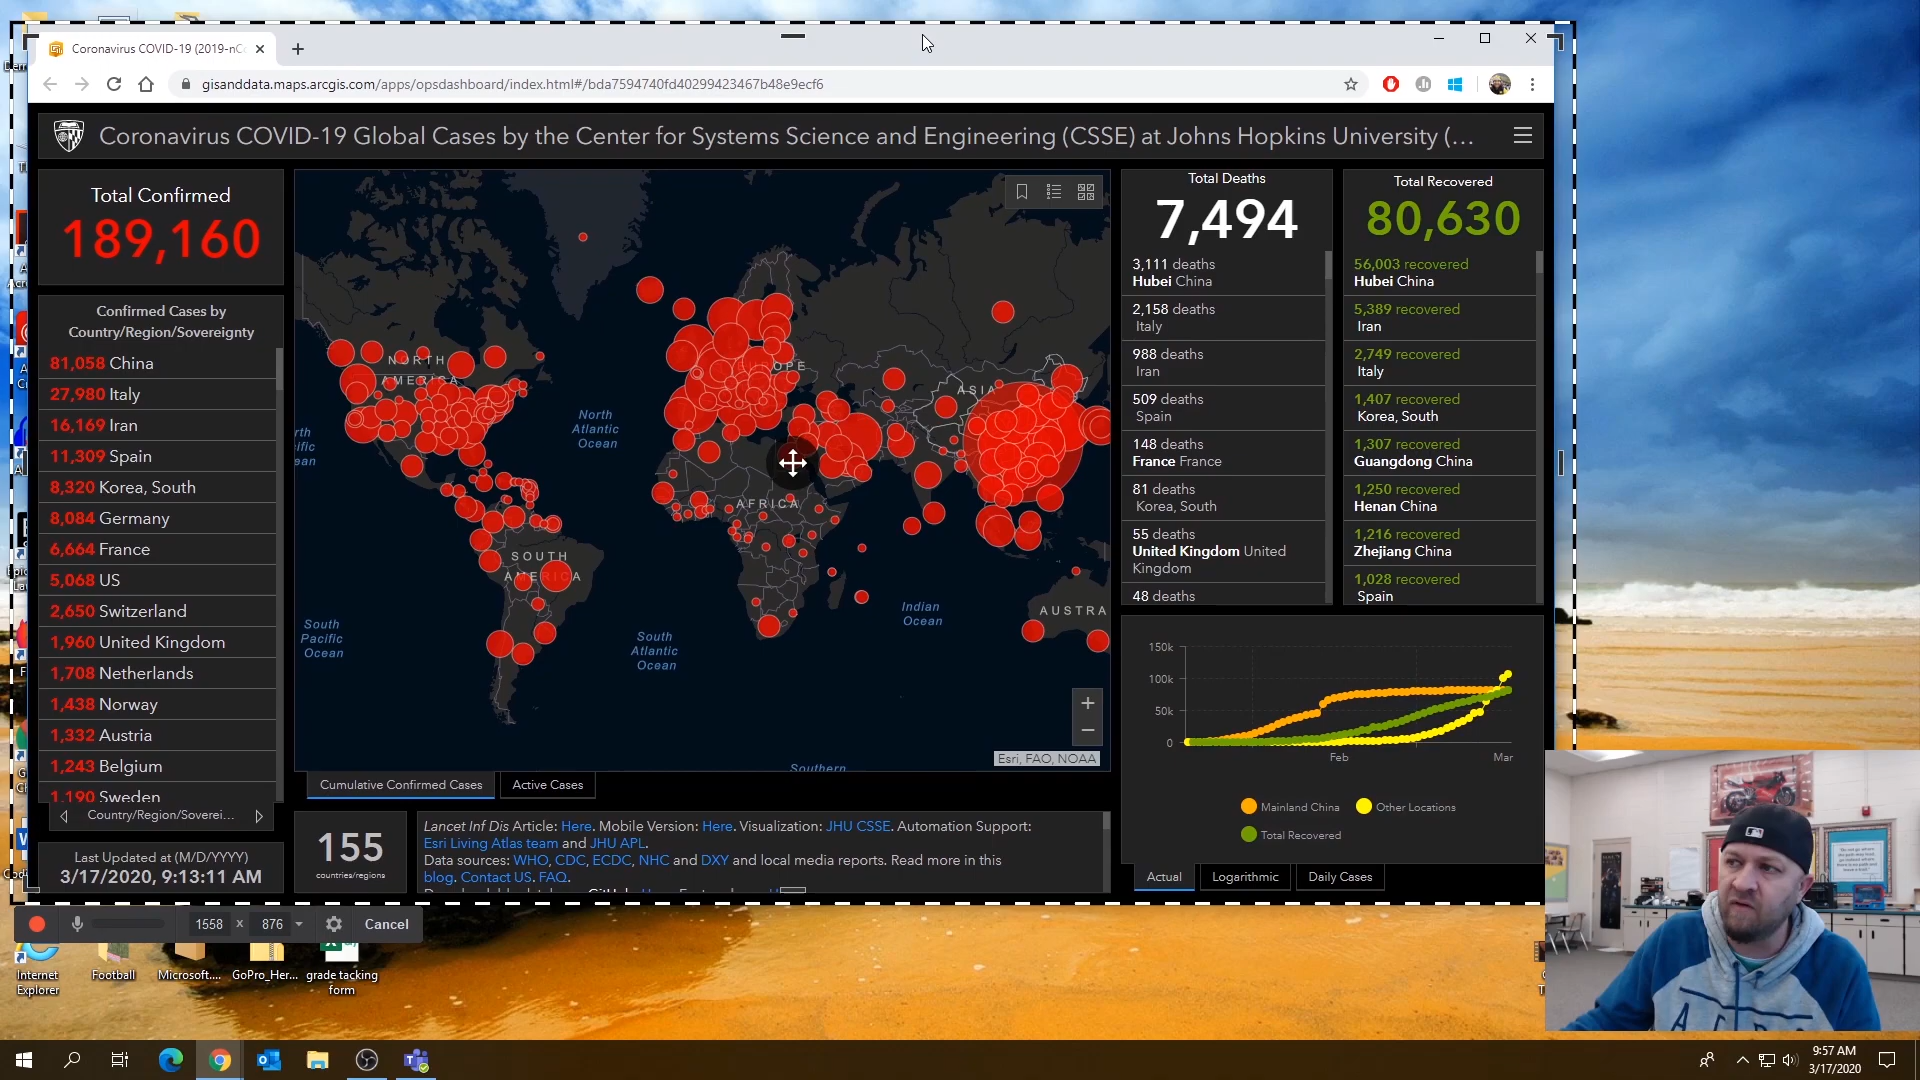 Coronavirus COVID-19 (2019-nC
gisanddata.maps.arcgis.com/apps/opsdashboard/index.html#/bda7594740fd40299423467b48e9ecf6
Coronavirus COVID-19 Global Cases by the Center for Systems Science and Engineering (CSSE) at Johns Hopkins University (...
Total Confirmed
189,160
Confirmed Cases by
Country/Region/Sovereignty
81,058 China
27,980 Italy
16,169 Iran
11,309 Spain
8,320 Korea, South
8,084 Germany
6,664 France
5,068 US
2,650 Switzerland
1,960 United Kingdom
1,708 Netherlands
1,438 Norway
1,332 Austria
1,243 Belgium
1,190 Sweden
Country/Region/Soverei...
Last Updated at (M/D/YYYY)
3/17/2020, 9:13:11 AM
NORTH
AMERICA
ASIA
AFRICA
SOUTH
AMERICA
AUSTRA
North
Atlantic
Ocean
South
Pacific
Ocean
South
Atlantic
Ocean
Indian
Ocean
Southern
Esri, FAO, NOAA
Cumulative Confirmed Cases
Active Cases
155
countries/regions
Lancet Inf Dis Article: Here. Mobile Version: Here. Visualization: JHU CSSE. Automation Support:
Esri Living Atlas team and JHU APL.
Data sources: WHO, CDC, ECDC, NHC and DXY and local media reports. Read more in this
blog. Contact US. FAQ.
Total Deaths
7,494
3,111 deaths
Hubei China
2,158 deaths
Italy
988 deaths
Iran
509 deaths
Spain
148 deaths
France France
81 deaths
Korea, South
55 deaths
United Kingdom United
Kingdom
48 deaths
Total Recovered
80,630
56,003 recovered
Hubei China
5,389 recovered
Iran
2,749 recovered
Italy
1,407 recovered
Korea, South
1,307 recovered
Guangdong China
1,250 recovered
Henan China
1,216 recovered
Zhejiang China
1,028 recovered
Spain
150k
100k
50k
0
Feb
Mar
Mainland China
Other Locations
Total Recovered
Actual
Logarithmic
Daily Cases
1558 x 876
Cancel
Internet
Explorer
Football
Microsoft....
GoPro_Her...
grade tacking
form
9:57 AM
3/17/2020